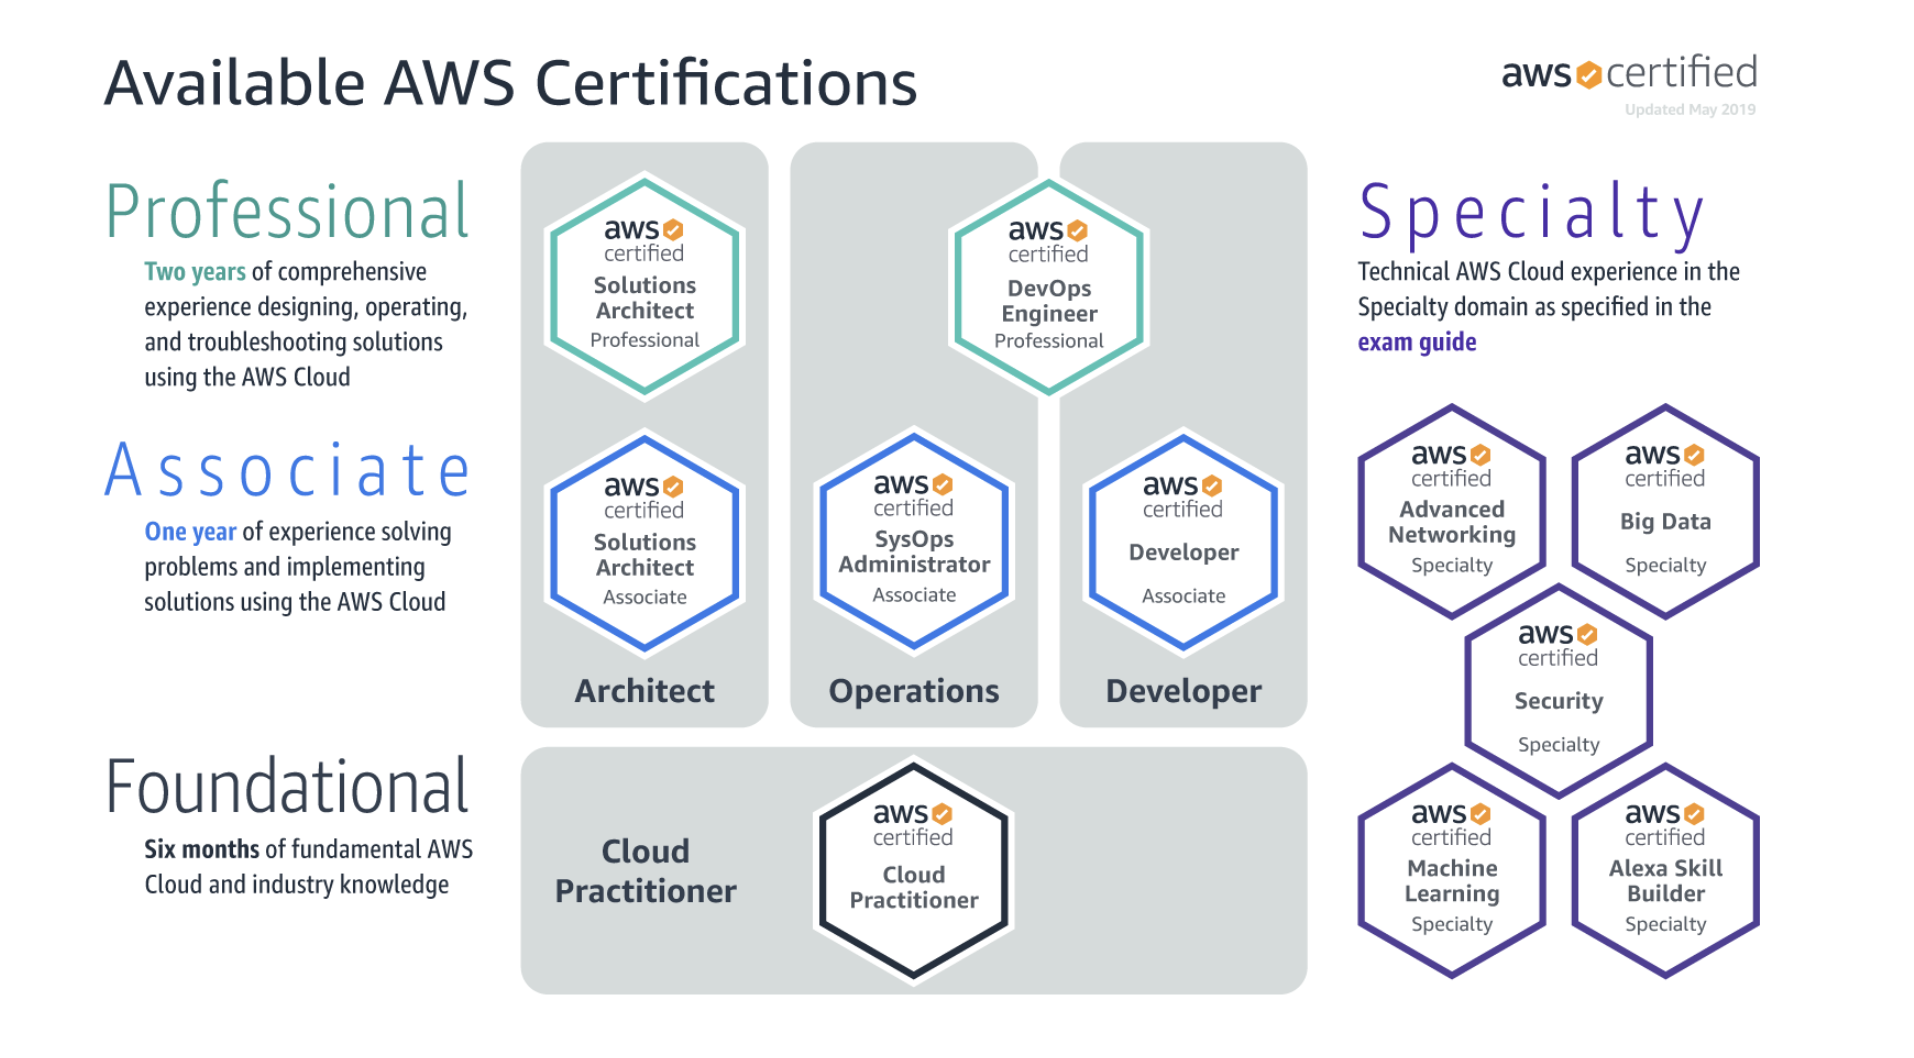 Available AWS Certifications
aws certified
Updated May 2019
Professional
Two years of comprehensive
experience designing, operating,
and troubleshooting solutions
using the AWS Cloud
aws
certified
Solutions
Architect
Professional
aws
certified
DevOps
Engineer
Professional
Associate
One year of experience solving
problems and implementing
solutions using the AWS Cloud
aws
certified
Solutions
Architect
Associate
Architect
aws
certified
SysOps
Administrator
Associate
Operations
aws
certified
Developer
Associate
Developer
Foundational
Six months of fundamental AWS
Cloud and industry knowledge
Cloud
Practitioner
aws
certified
Cloud
Practitioner
Specialty
Technical AWS Cloud experience in the
Specialty domain as specified in the
exam guide
aws
certified
Advanced
Networking
Specialty
aws
certified
Big Data
Specialty
aws
certified
Security
Specialty
aws
certified
Machine
Learning
Specialty
aws
certified
Alexa Skill
Builder
Specialty